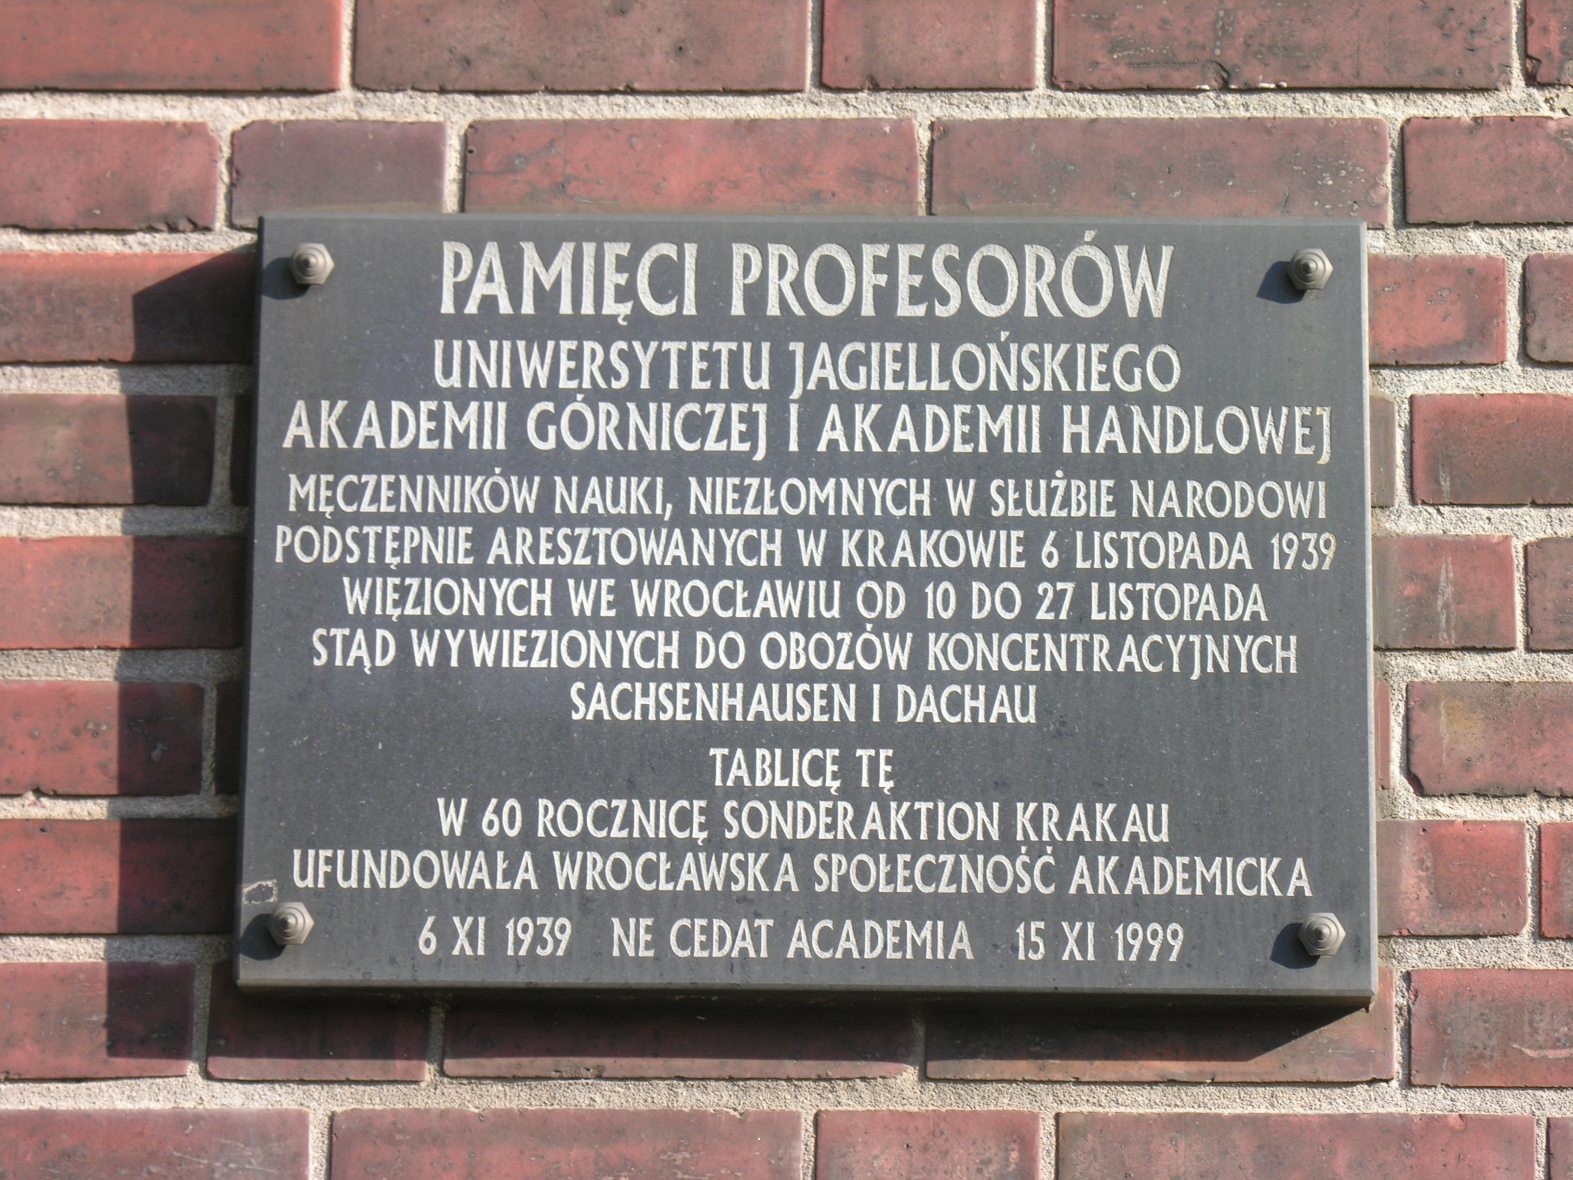 PAMIĘCI PROFESORÓW
UNIWERSYTETU JAGIELLOŃSKIEGO
AKADEMII GÓRNICZEJ I AKADEMII HANDLOWEJ
MĘCZENNIKÓW NAUKI, NIEZŁOMNYCH W SŁUŻBIE NARODOWI
PODSTĘPNIE ARESZTOWANYCH W KRAKOWIE 6 LISTOPADA 1939
WIĘZIONYCH WE WROCŁAWIU OD 10 DO 27 LISTOPADA
STĄD WYWIEZIONYCH DO OBOZÓW KONCENTRACYJNYCH
SACHSENHAUSEN I DACHAU
TABLICĘ TĘ
W 60 ROCZNICĘ SONDERAKTION KRAKAU
UFUNDOWAŁA WROCŁAWSKA SPOŁECZNOŚĆ AKADEMICKA
6 XI 1939 NE CEDAT ACADEMIA 15 XI 1999